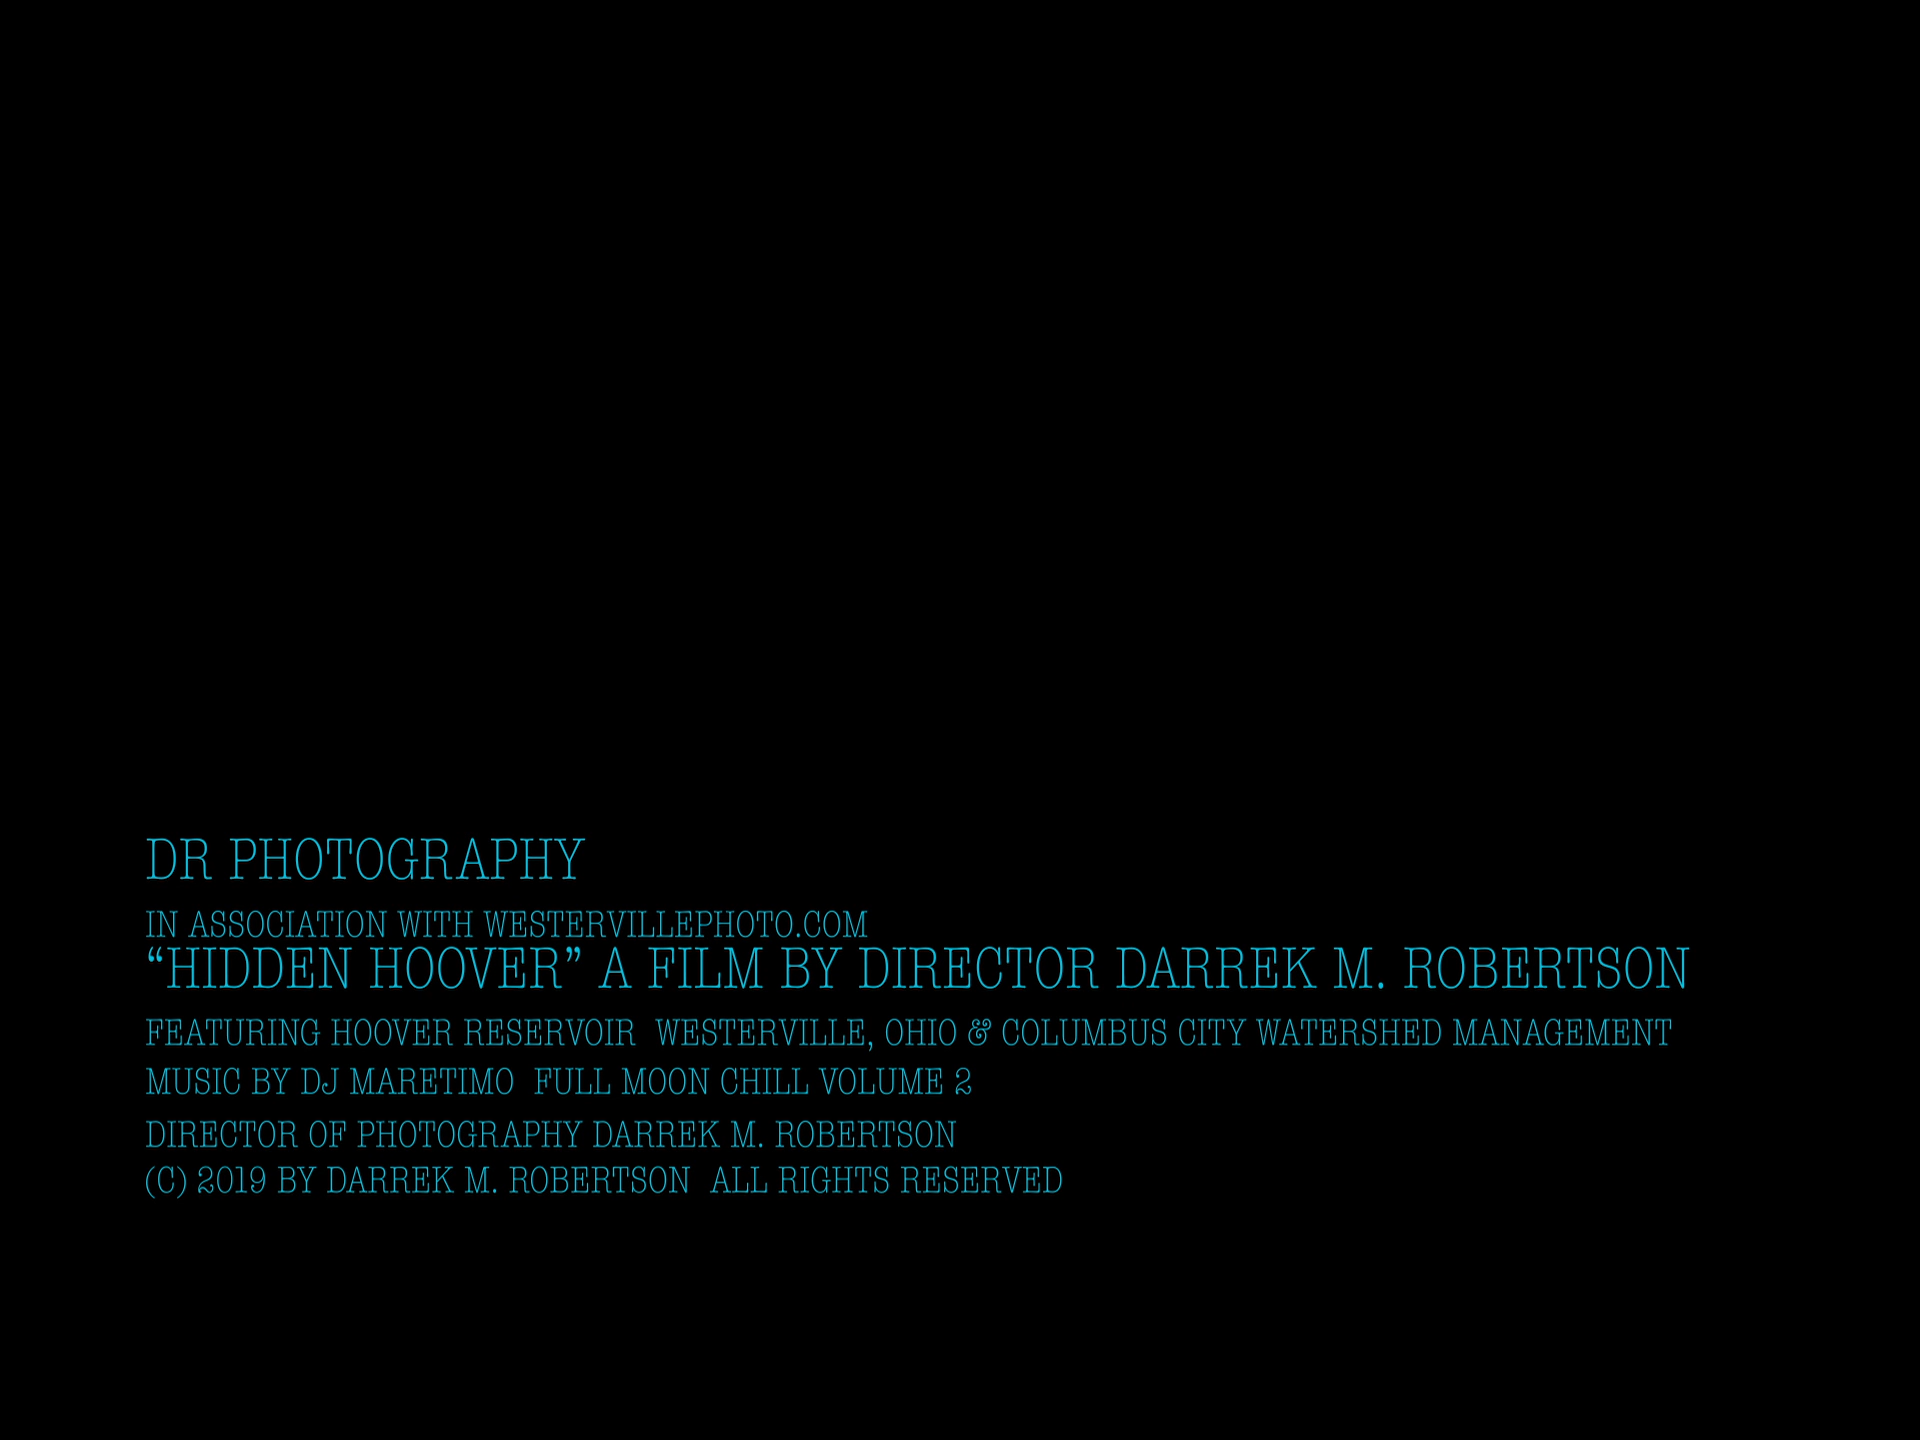 DR PHOTOGRAPHY
IN ASSOCIATION WITH WESTERVILLEPHOTO.COM
“HIDDEN HOOVER” A FILM BY DIRECTOR DARREK M. ROBERTSON
FEATURING HOOVER RESERVOIR  WESTERVILLE, OHIO & COLUMBUS CITY WATERSHED MANAGEMENT
MUSIC BY DJ MARETIMO  FULL MOON CHILL VOLUME 2
DIRECTOR OF PHOTOGRAPHY DARREK M. ROBERTSON
(C) 2019 BY DARREK M. ROBERTSON  ALL RIGHTS RESERVED